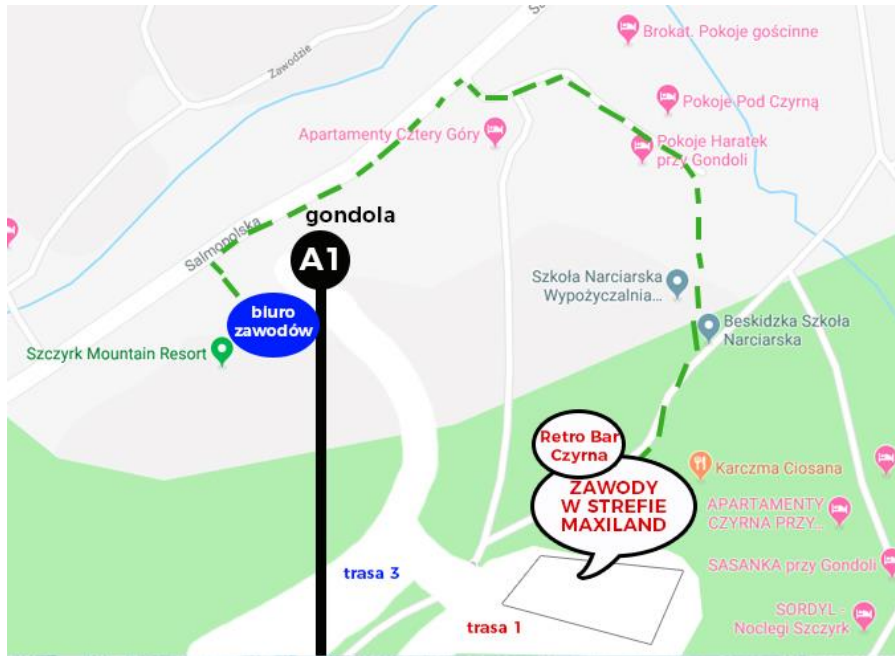 Brokat. Pokoje gościnne
Zawodzie
Pokoje Pod Czyrną
Apartamenty Cztery Góry
Pokoje Haratek
przy Gondoli
gondola
Salmopolska
A1
Szkoła Narciarska
Wypożyczalnia...
biuro
zawodów
Beskidzka Szkoła
Narciarska
Szczyrk Mountain Resort
Retro Bar
Czyrna
Karczma Ciosana
ZAWODY
W STREFIE
MAXILAND
APARTAMENTY
CZYRNA PRZY...
trasa 3
SASANKA przy Gondoli
trasa 1
SORDYL -
Noclegi Szczyrk